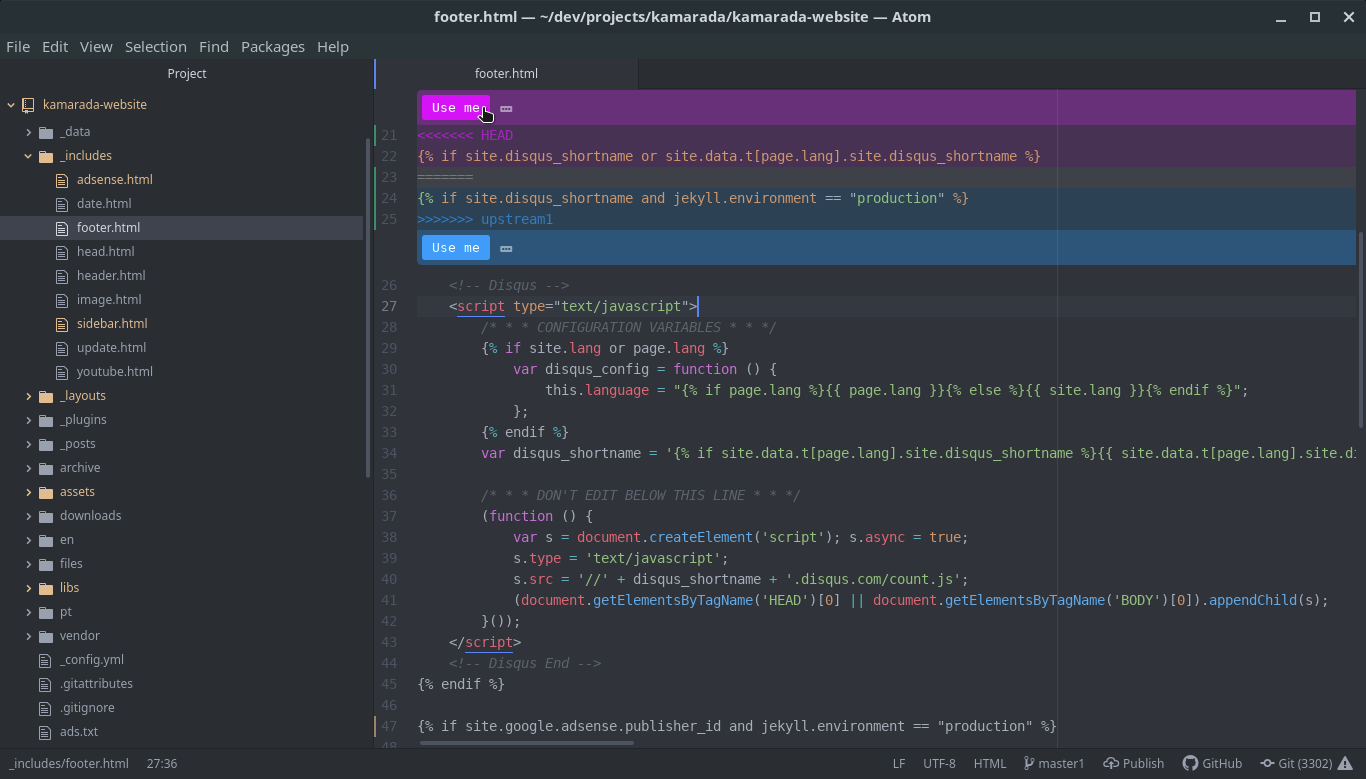 footer.html — ~/dev/projects/kamarada/kamarada-website — Atom
File Edit View Selection Find Packages Help
Project
kamarada-website
_data
_includes
adsense.html
date.html
footer.html
head.html
header.html
image.html
sidebar.html
update.html
youtube.html
_layouts
_plugins
_posts
archive
assets
downloads
en
files
libs
pt
vendor
_config.yml
.gitattributes
.gitignore
ads.txt
footer.html
Use me
21 <<<<<<< HEAD
22 {% if site.disqus_shortname or site.data.t[page.lang].site.disqus_shortname %}
23 =======
24 {% if site.disqus_shortname and jekyll.environment == "production" %}
25 >>>>>>> upstream1
Use me
26     <!-- Disqus -->
27     <script type="text/javascript">
28         /* * * CONFIGURATION VARIABLES * * */
29         {% if site.lang or page.lang %}
30             var disqus_config = function () {
31                 this.language = "{% if page.lang %}{{ page.lang }}{% else %}{{ site.lang }}{% endif %}";
32             };
33         {% endif %}
34         var disqus_shortname = '{% if site.data.t[page.lang].site.disqus_shortname %}{{ site.data.t[page.lang].site.d
35
36         /* * * DON'T EDIT BELOW THIS LINE * * */
37         (function () {
38             var s = document.createElement('script'); s.async = true;
39             s.type = 'text/javascript';
40             s.src = '//' + disqus_shortname + '.disqus.com/count.js';
41             (document.getElementsByTagName('HEAD')[0] || document.getElementsByTagName('BODY')[0]).appendChild(s);
42         }());
43     </script>
44     <!-- Disqus End -->
45 {% endif %}
46
47 {% if site.google.adsense.publisher_id and jekyll.environment == "production" %}
48
_includes/footer.html 27:36 LF UTF-8 HTML master1 Publish GitHub Git (3302)